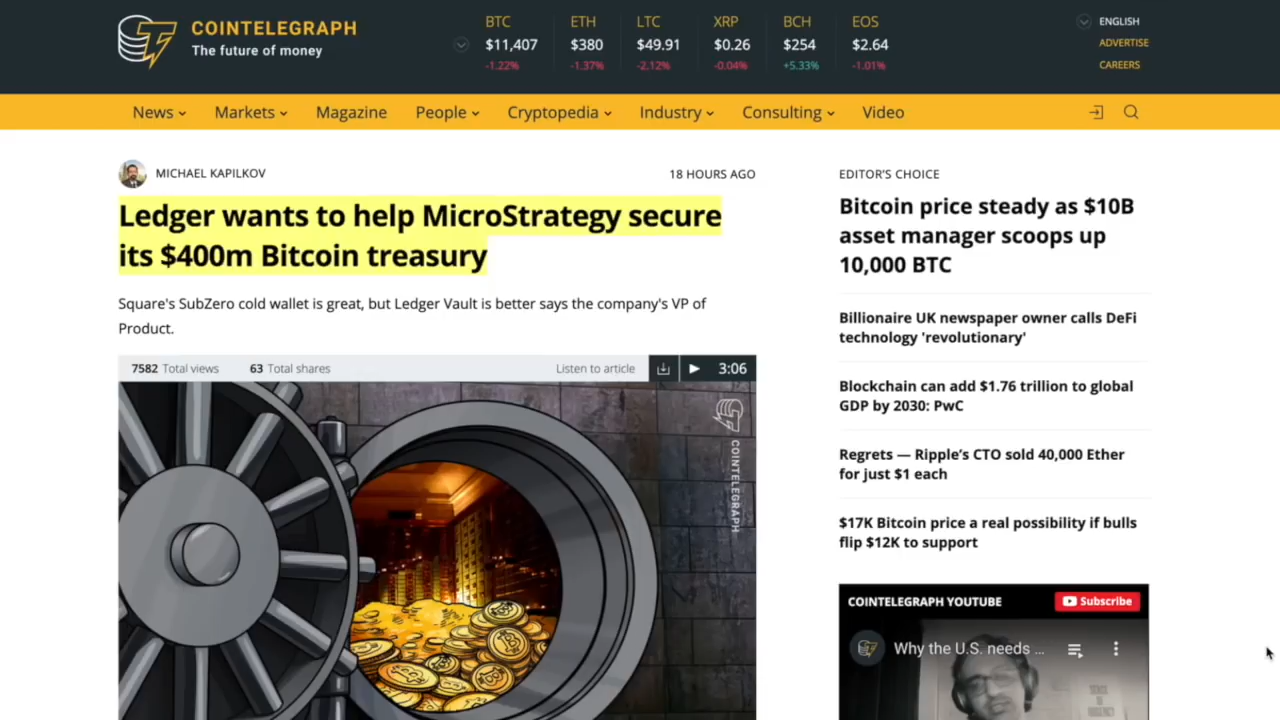 COINTELEGRAPH
The future of money
BTC
$11,407
-1.22%
ETH
$380
-1.37%
LTC
$49.91
-2.12%
XRP
$0.26
-0.04%
BCH
$254
+5.33%
EOS
$2.64
-1.01%
ENGLISH
ADVERTISE
CAREERS
News
Markets
Magazine
People
Cryptopedia
Industry
Consulting
Video
MICHAEL KAPILKOV
18 HOURS AGO
Ledger wants to help MicroStrategy secure
its $400m Bitcoin treasury
Square's SubZero cold wallet is great, but Ledger Vault is better says the company's VP of
Product.
7582 Total views
63 Total shares
Listen to article
3:06
COINTELEGRAPH
EDITOR'S CHOICE
Bitcoin price steady as $10B
asset manager scoops up
10,000 BTC
Billionaire UK newspaper owner calls DeFi
technology 'revolutionary'
Blockchain can add $1.76 trillion to global
GDP by 2030: PwC
Regrets — Ripple’s CTO sold 40,000 Ether
for just $1 each
$17K Bitcoin price a real possibility if bulls
flip $12K to support
COINTELEGRAPH YOUTUBE
Subscribe
Why the U.S. needs ...